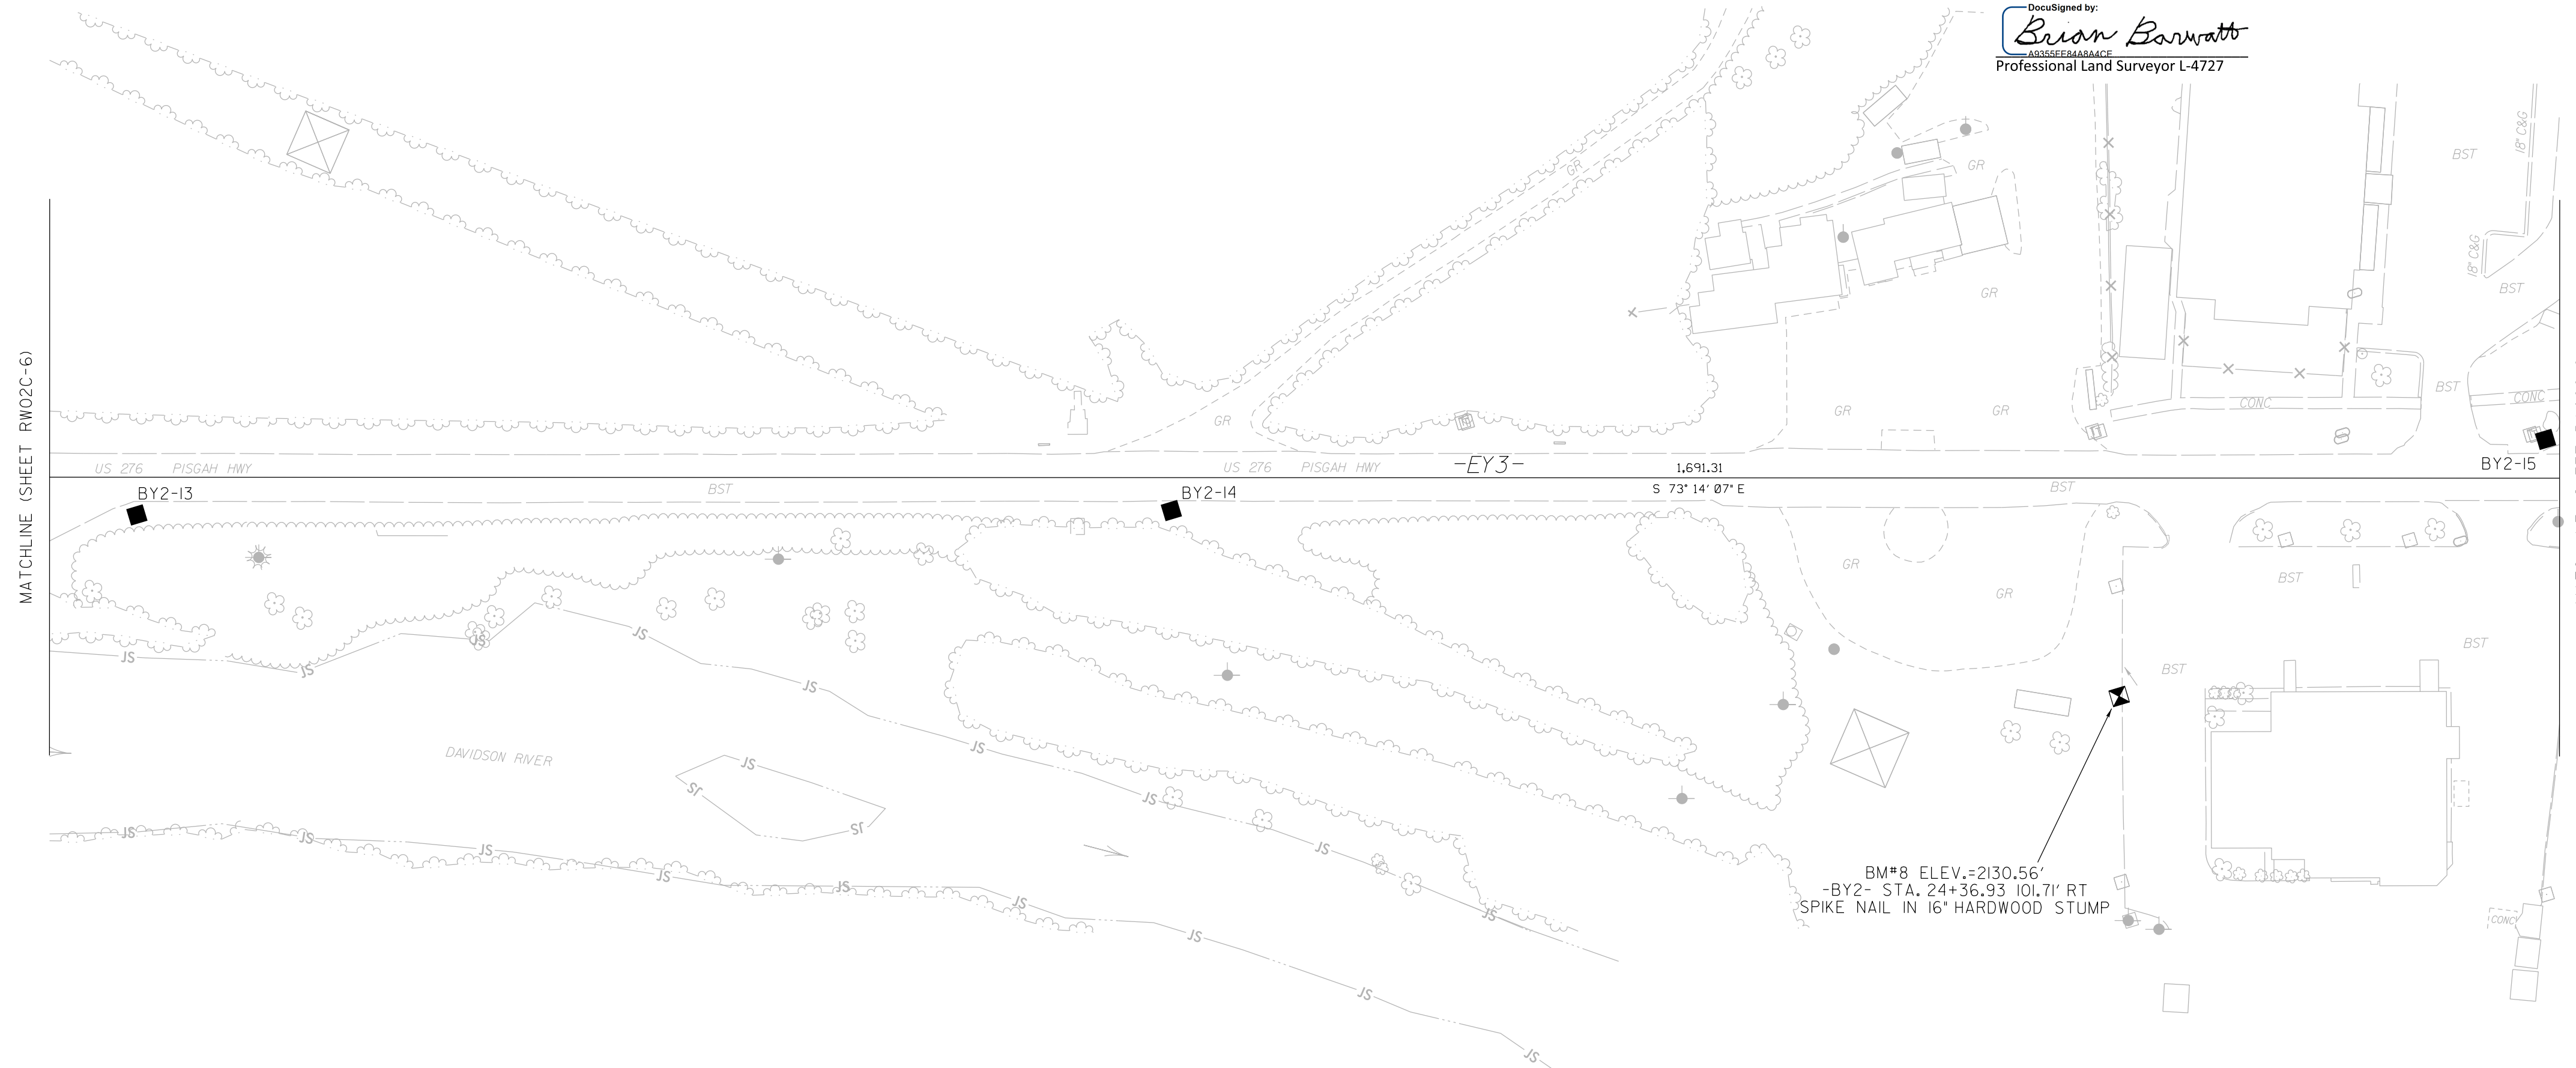 DocuSigned by:
Brian Barwatt
A9355EE84A8A4CE
Professional Land Surveyor L-4727
MATCHLINE (SHEET RW02C-6)
18" C&G
BST
18" C&G
BST
GR
GR
GR
GR
GR
GR
BST
CONC
CONC
US 276 PISGAH HWY
US 276 PISGAH HWY
-EY3-
1,691.31
S 73° 14' 07" E
BY2-13
BST
BY2-14
BST
BY2-15
GR
GR
BST
BST
BST
JS
JS
JS
JS
JS
JS
JS
JS
JS
DAVIDSON RIVER
JS
JS
JS
JS
JS
JS
JS
JS
JS
JS
JS
JS
BM#8 ELEV.=2130.56'
-BY2- STA. 24+36.93 101.71' RT
SPIKE NAIL IN 16" HARDWOOD STUMP
CONC